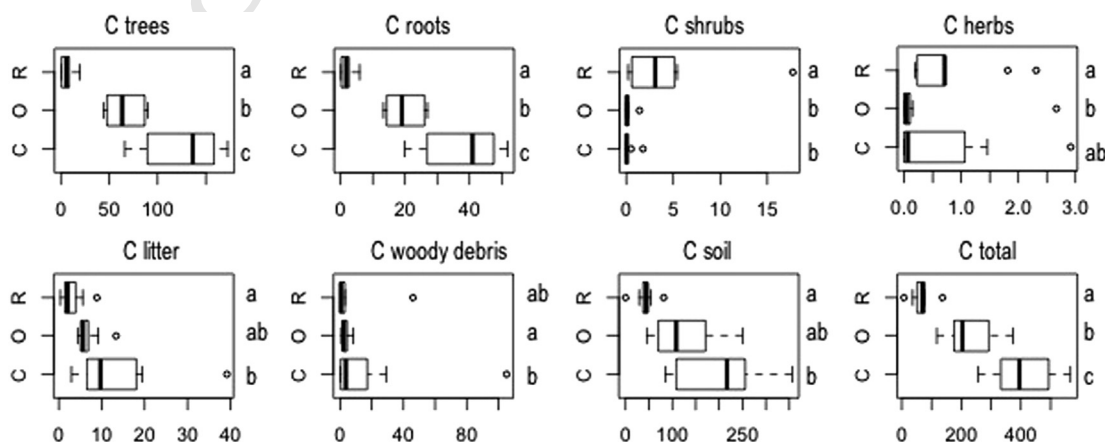 C trees
C roots
C shrubs
C herbs
R
a
O
b
C
c
0 50 100
R
a
O
b
C
c
0 20 40
R
a
O
b
C
b
0 5 10 15
R
a
O
b
C
ab
0.0 1.0 2.0 3.0
C litter
C woody debris
C soil
C total
R
a
O
ab
C
b
0 10 20 30 40
R
ab
O
a
C
b
0 40 80
R
a
O
ab
C
b
0 100 250
R
a
O
b
C
c
0 200 400